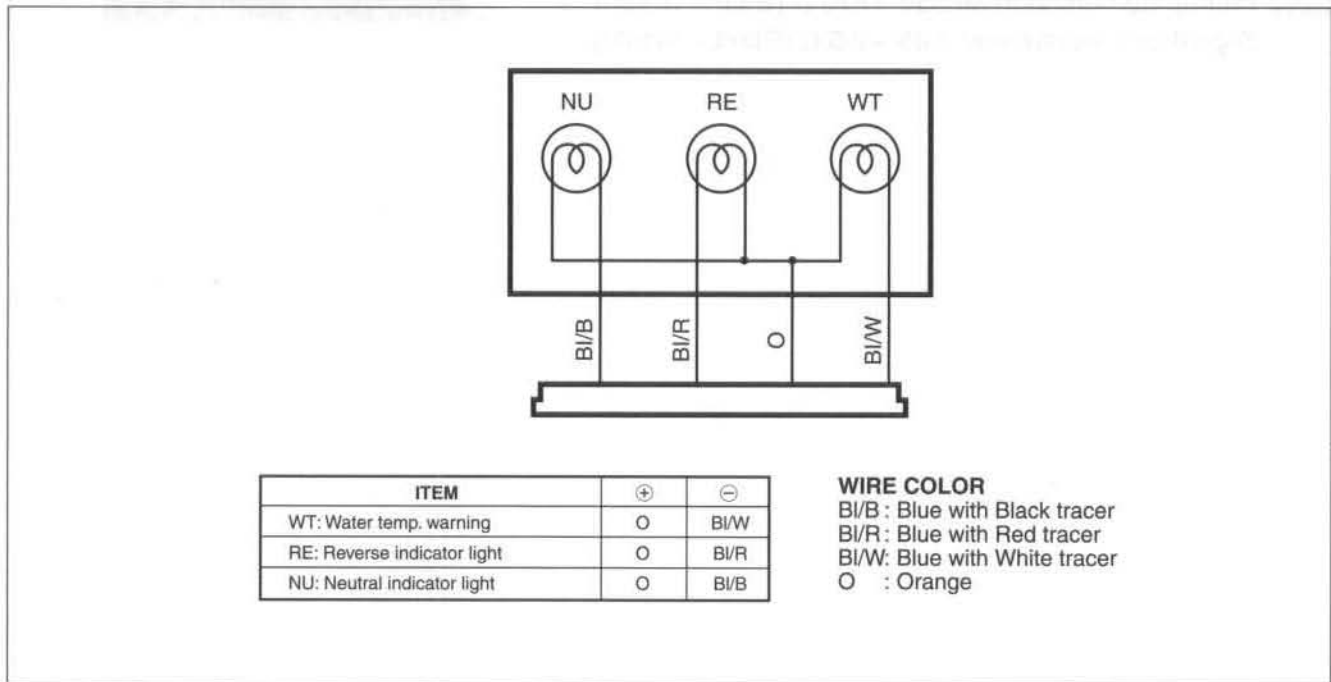 NU RE WT
Bl/B Bl/R O Bl/W
ITEM ⊕ ⊖
WT: Water temp. warning O Bl/W
RE: Reverse indicator light O Bl/R
NU: Neutral indicator light O Bl/B
WIRE COLOR
Bl/B : Blue with Black tracer
Bl/R : Blue with Red tracer
Bl/W: Blue with White tracer
O : Orange